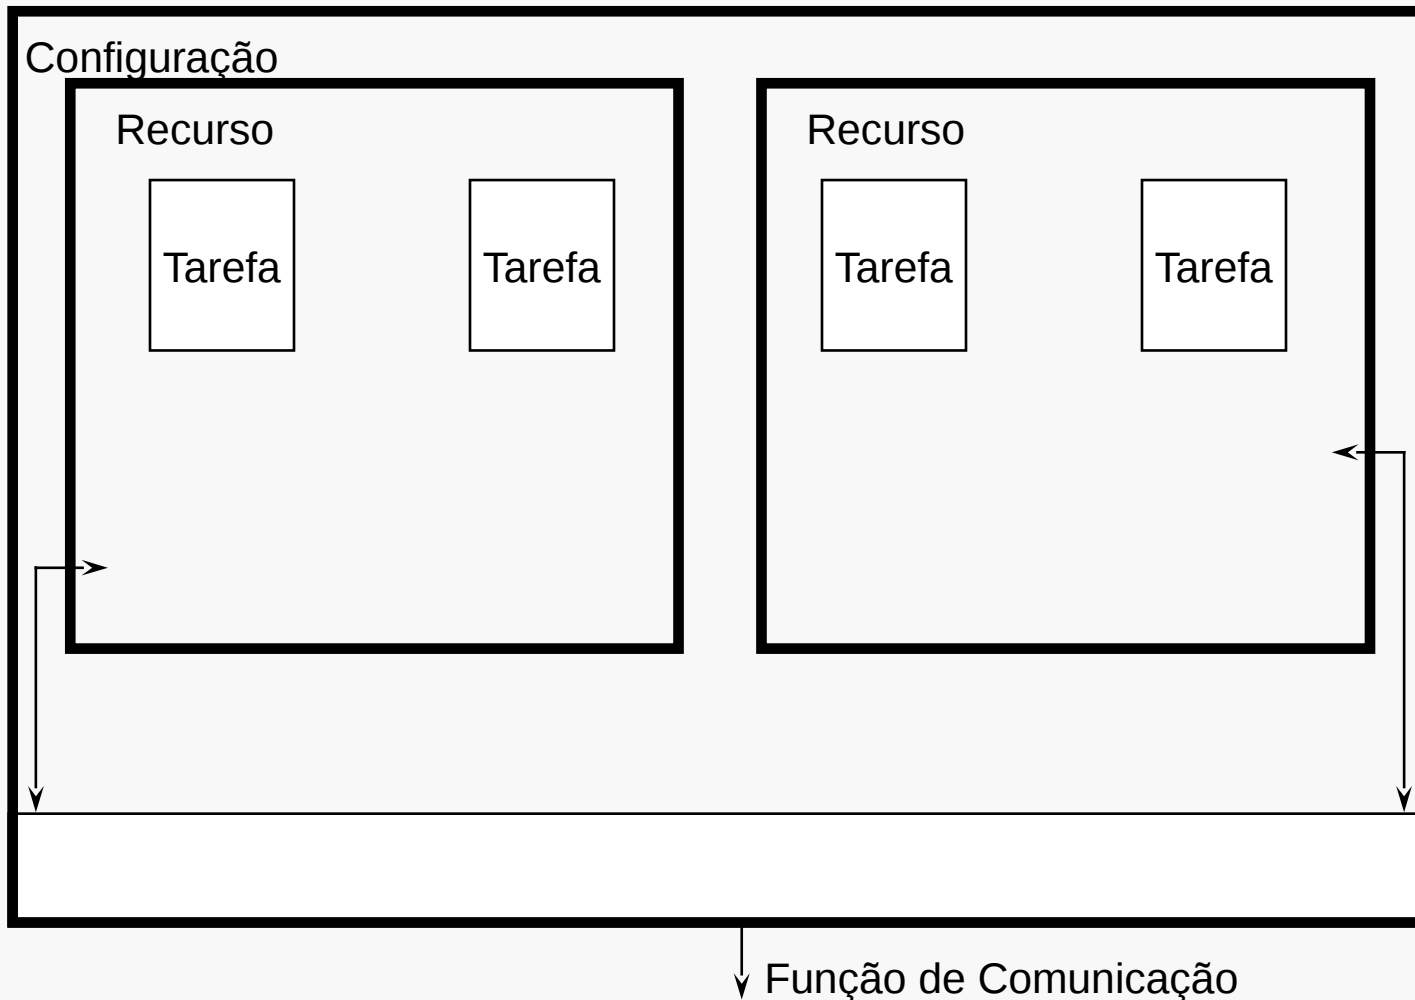 Configuração
Recurso
Recurso
Tarefa
Tarefa
Tarefa
Tarefa
Função de Comunicação